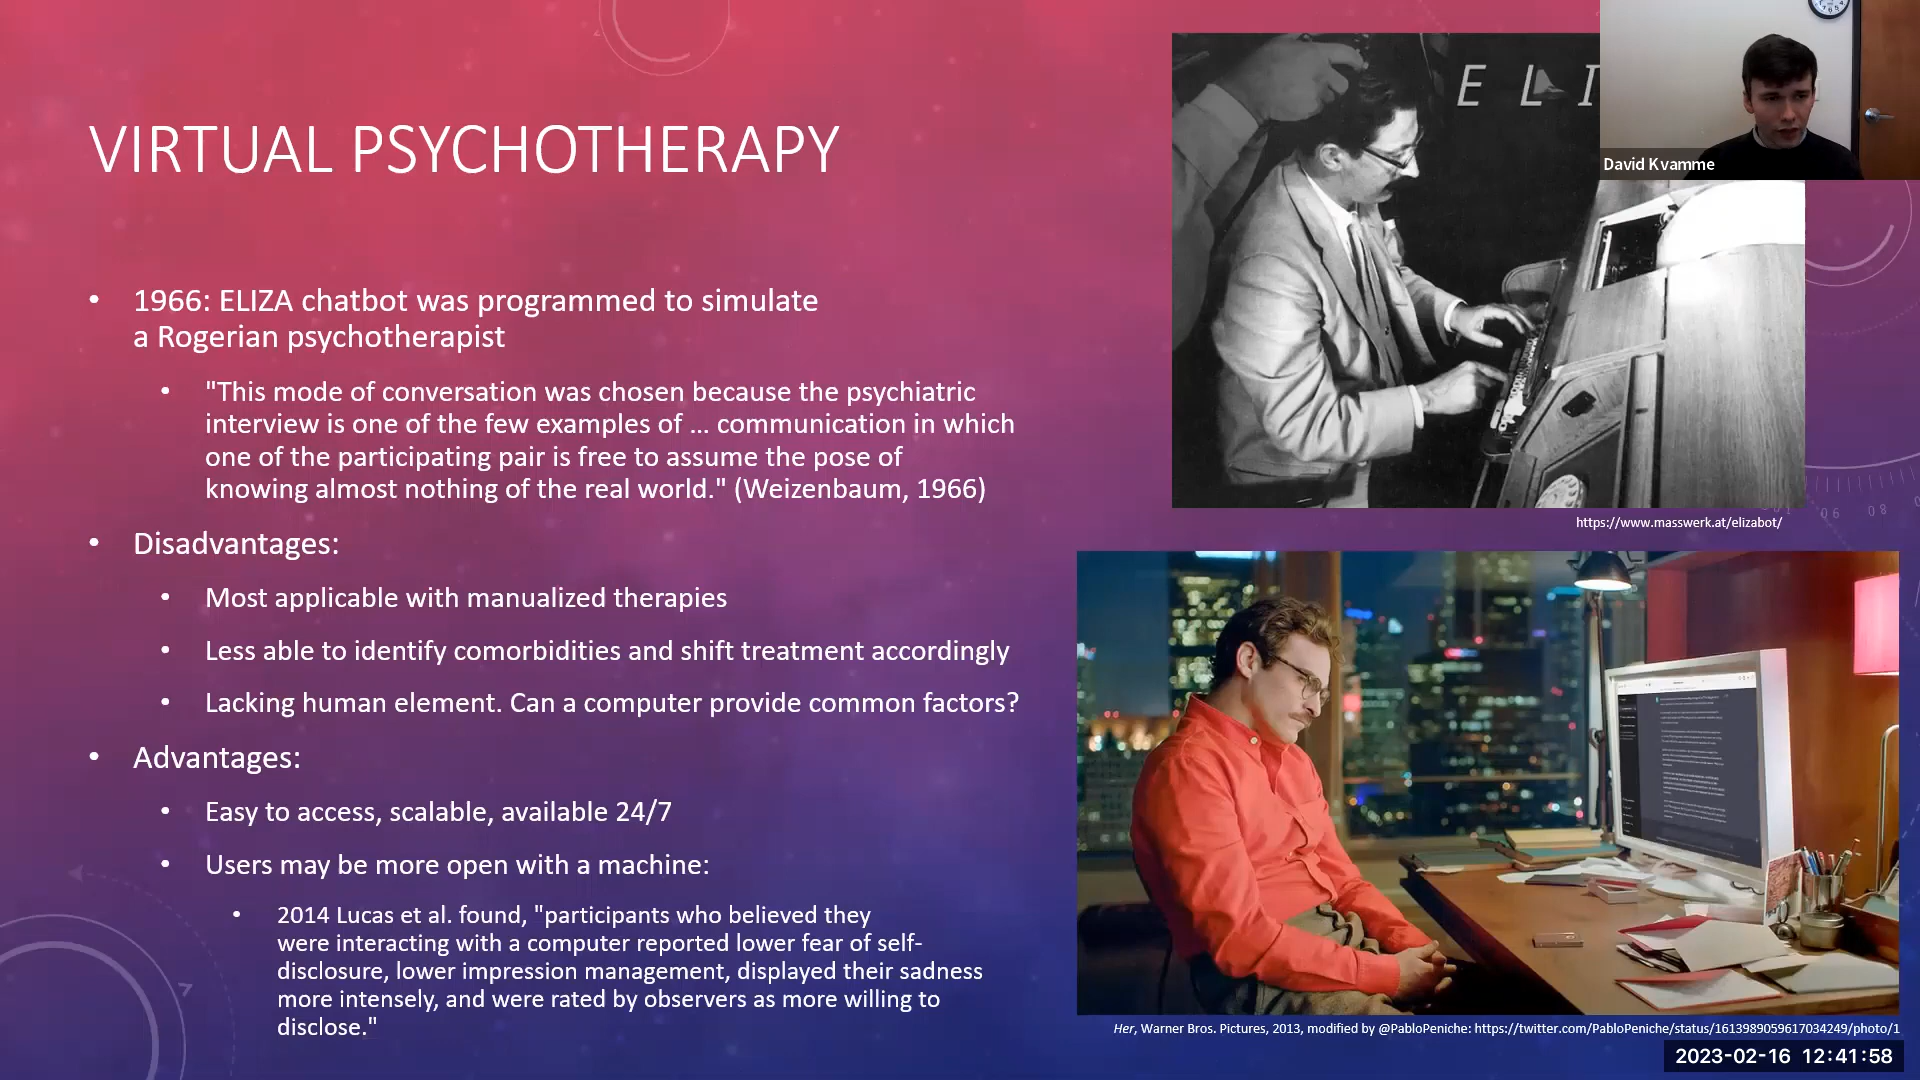 VIRTUAL PSYCHOTHERAPY
• 1966: ELIZA chatbot was programmed to simulate
a Rogerian psychotherapist
• "This mode of conversation was chosen because the psychiatric
interview is one of the few examples of … communication in which
one of the participating pair is free to assume the pose of
knowing almost nothing of the real world." (Weizenbaum, 1966)
• Disadvantages:
• Most applicable with manualized therapies
• Less able to identify comorbidities and shift treatment accordingly
• Lacking human element. Can a computer provide common factors?
• Advantages:
• Easy to access, scalable, available 24/7
• Users may be more open with a machine:
• 2014 Lucas et al. found, "participants who believed they
were interacting with a computer reported lower fear of self-
disclosure, lower impression management, displayed their sadness
more intensely, and were rated by observers as more willing to
disclose."
ELI
David Kvamme
https://www.masswerk.at/elizabot/
Her, Warner Bros. Pictures, 2013, modified by @PabloPeniche: https://twitter.com/PabloPeniche/status/1613989059617034249/photo/1
2023-02-16 12:41:58